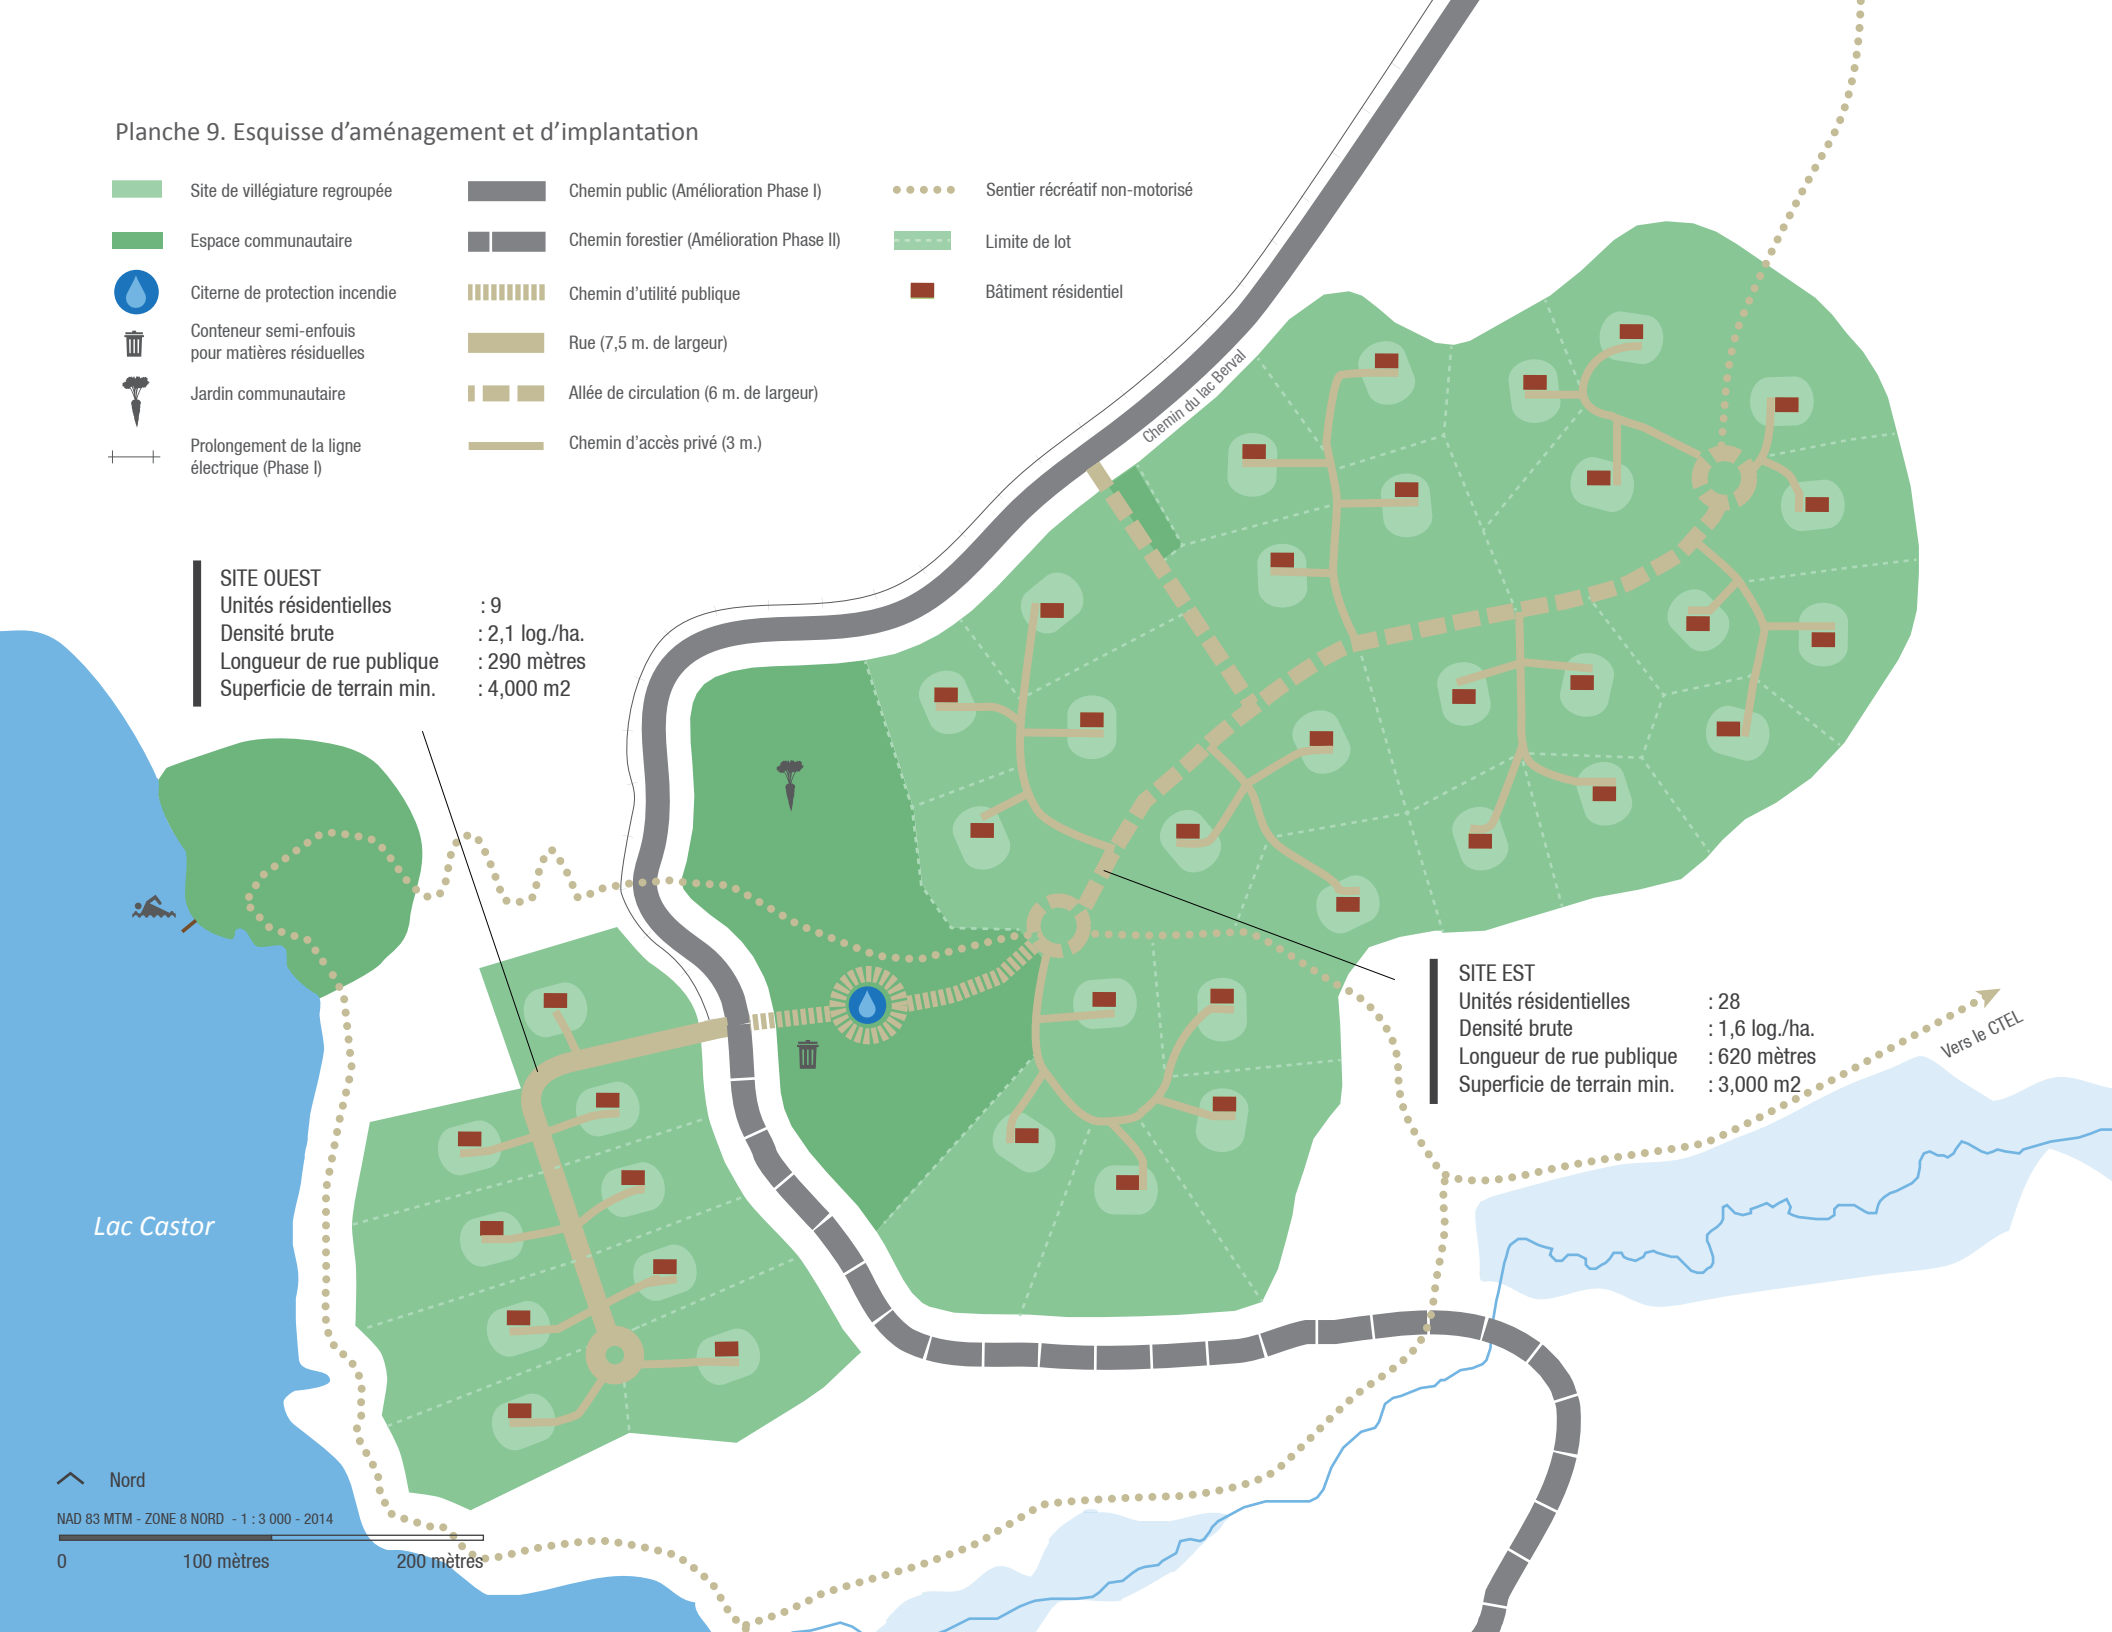 Planche 9. Esquisse d'aménagement et d'implantation
Site de villégiature regroupée
Espace communautaire
Citerne de protection incendie
Conteneur semi-enfouis
pour matières résiduelles
Jardin communautaire
Prolongement de la ligne
électrique (Phase I)
Chemin public (Amélioration Phase I)
Chemin forestier (Amélioration Phase II)
Chemin d'utilité publique
Rue (7,5 m. de largeur)
Allée de circulation (6 m. de largeur)
Chemin d'accès privé (3 m.)
Sentier récréatif non-motorisé
Limite de lot
Bâtiment résidentiel
Chemin du lac Berval
SITE OUEST
Unités résidentielles : 9
Densité brute : 2,1 log./ha.
Longueur de rue publique : 290 mètres
Superficie de terrain min. : 4,000 m2
SITE EST
Unités résidentielles : 28
Densité brute : 1,6 log./ha.
Longueur de rue publique : 620 mètres
Superficie de terrain min. : 3,000 m2
Vers le CTEL
Lac Castor
Nord
NAD 83 MTM - ZONE 8 NORD - 1 : 3 000 - 2014
0 100 mètres 200 mètres